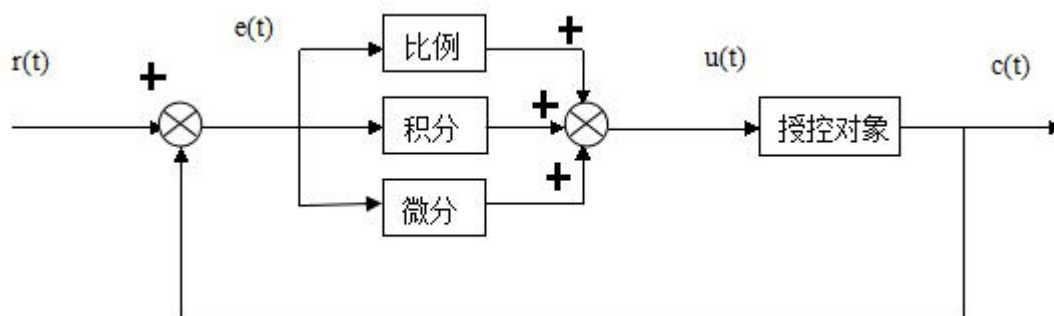 r(t)
+
e(t)
比例
积分
微分
+
+
+
u(t)
授控对象
c(t)